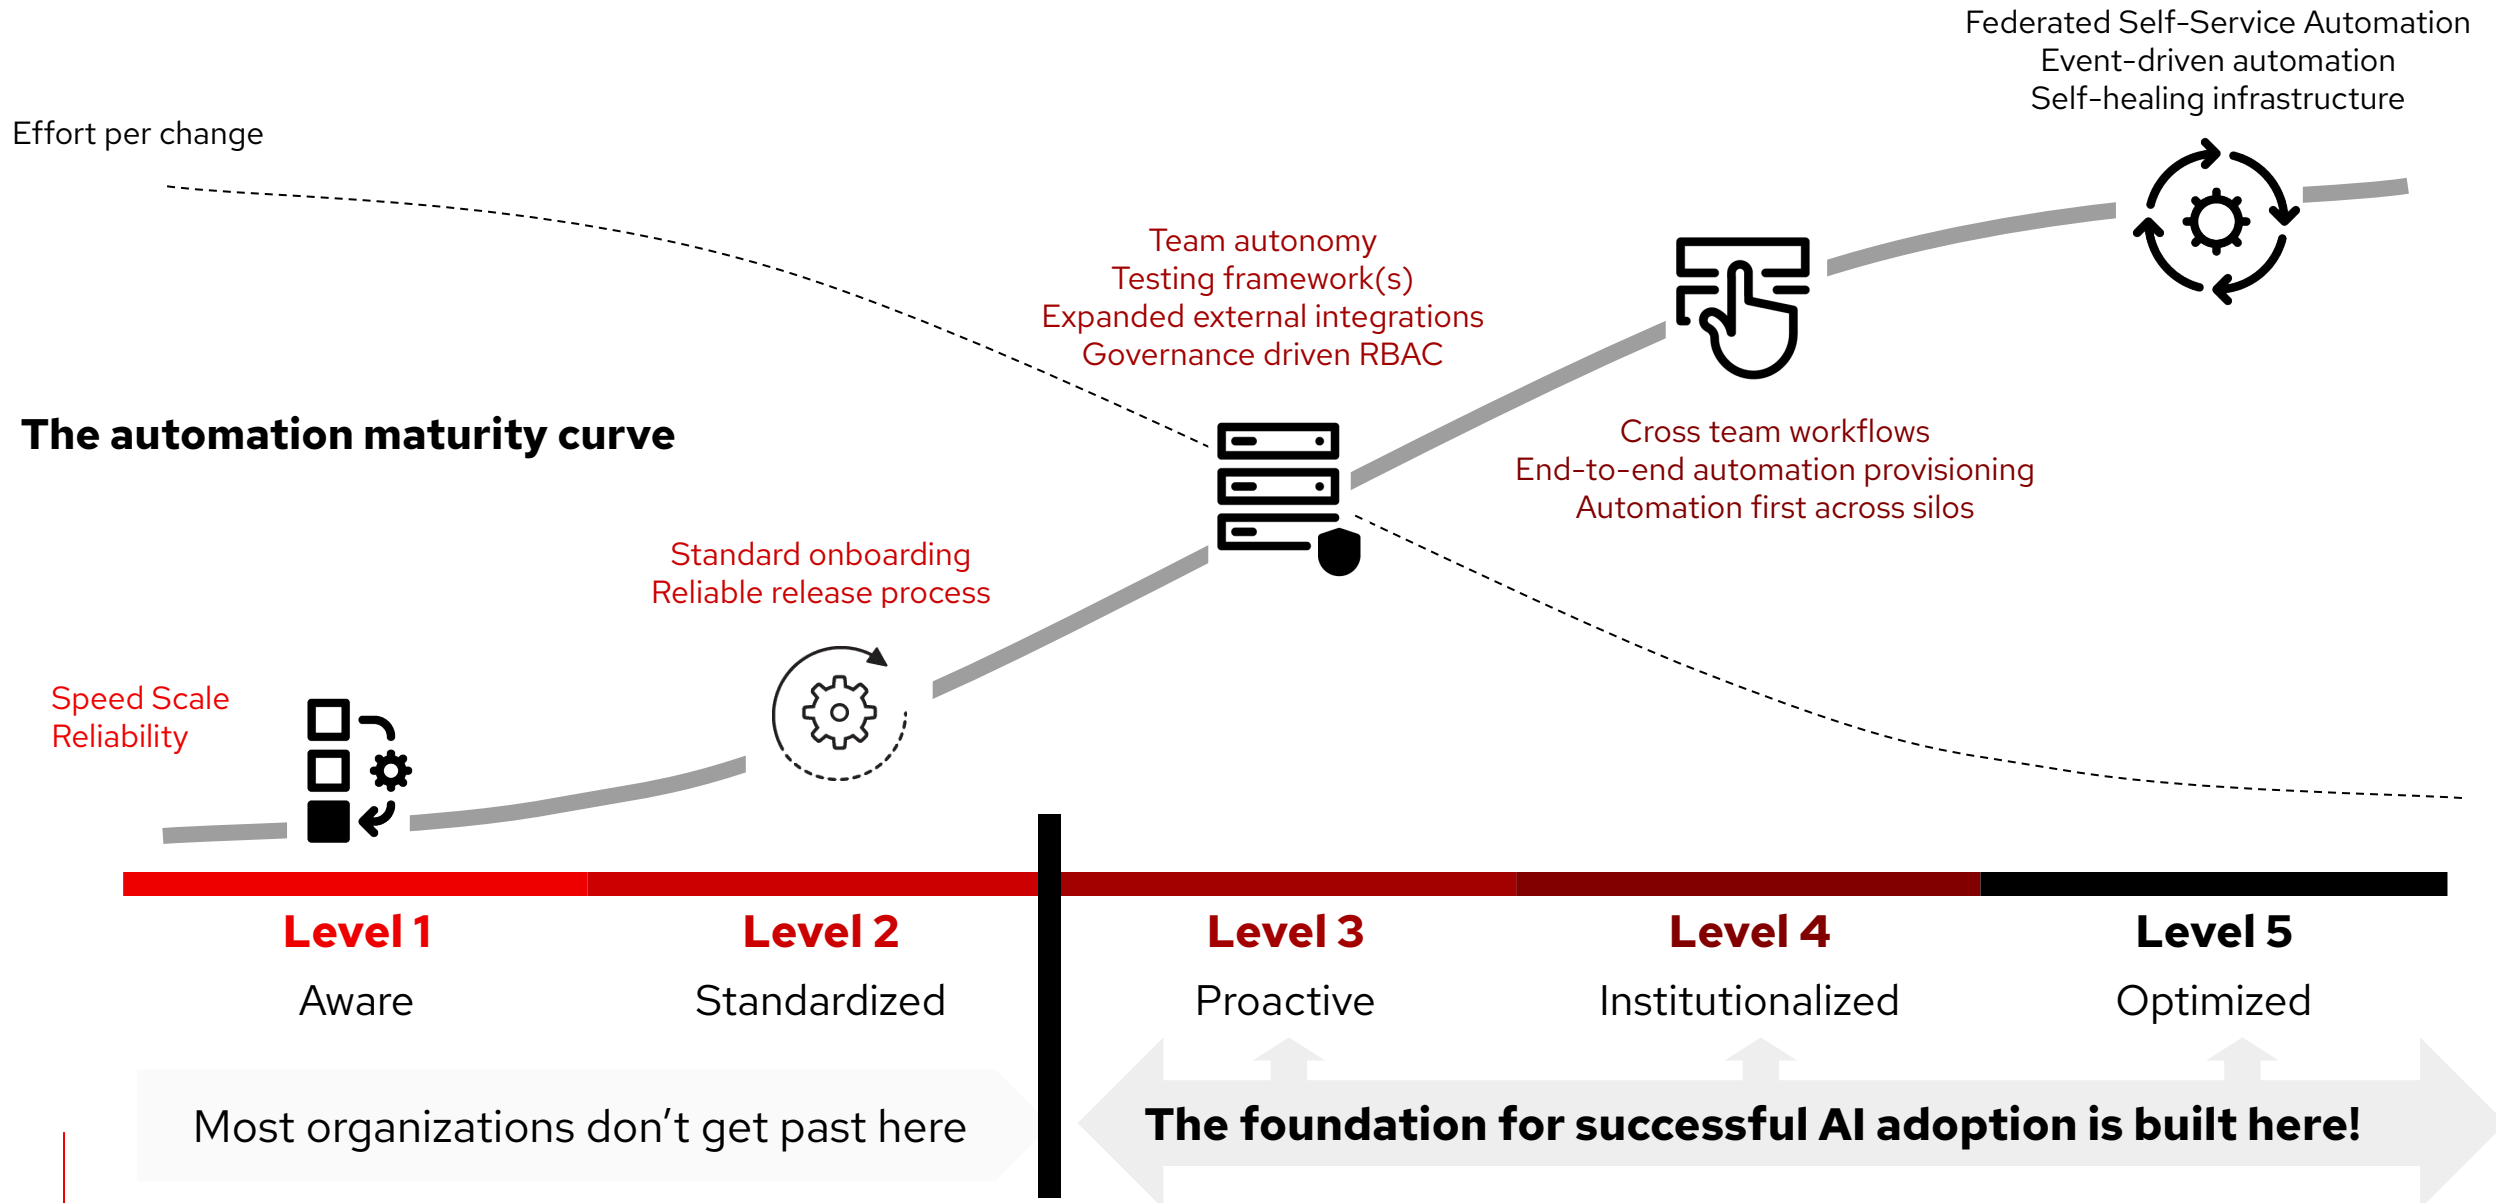 Federated Self-Service Automation
Event-driven automation
Self-healing infrastructure
Effort per change
Team autonomy
Testing framework(s)
Expanded external integrations
Governance driven RBAC
The automation maturity curve
Cross team workflows
End-to-end automation provisioning
Automation first across silos
Standard onboarding
Reliable release process
Speed Scale
Reliability
Level 1
Level 2
Level 3
Level 4
Level 5
Aware
Standardized
Proactive
Institutionalized
Optimized
Most organizations don’t get past here
The foundation for successful AI adoption is built here!